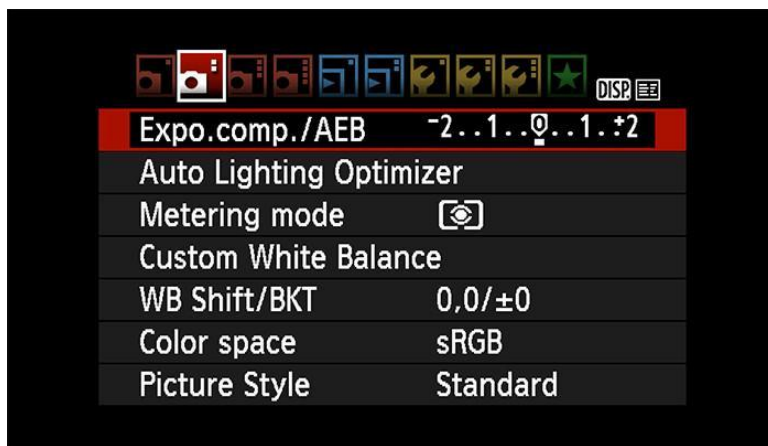 DISP.
Expo.comp./AEB -2..1..0..1..+2
Auto Lighting Optimizer
Metering mode
Custom White Balance
WB Shift/BKT 0,0/±0
Color space sRGB
Picture Style Standard